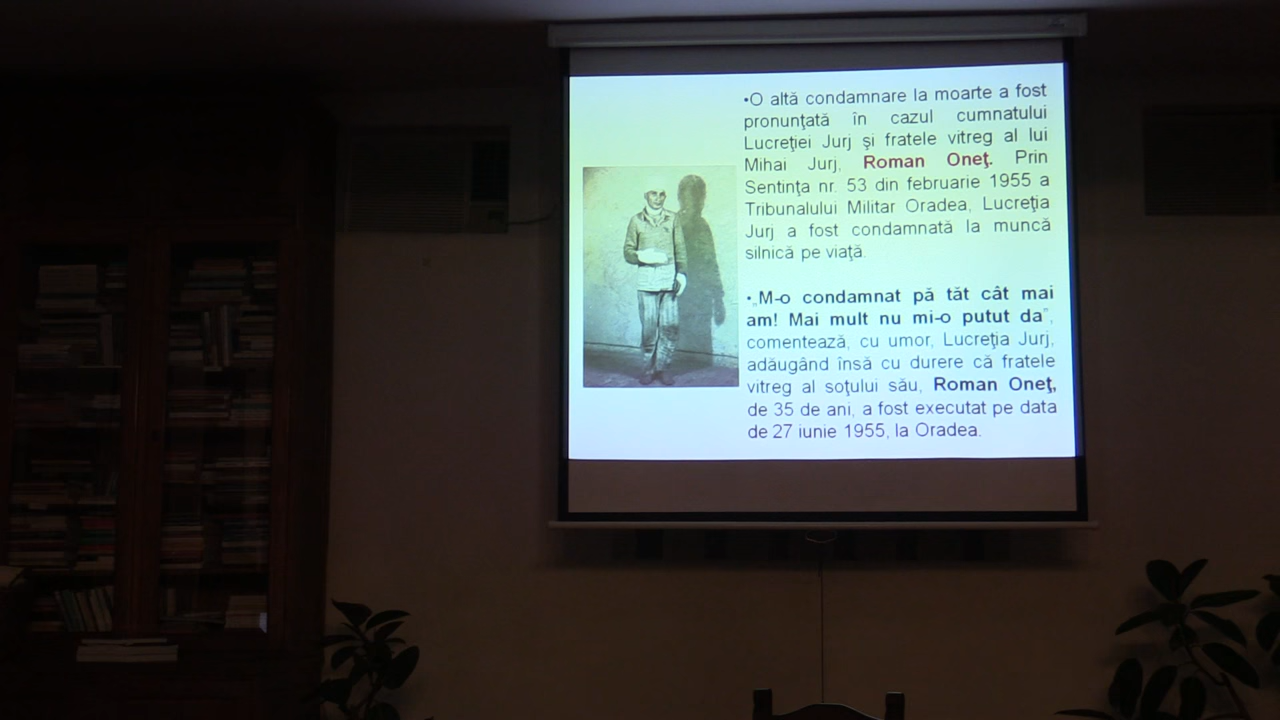 •O altă condamnare la moarte a fost
pronunţată în cazul cumnatului
Lucreţiei Jurj şi fratele vitreg al lui
Mihai Jurj, Roman Oneţ. Prin
Sentinţa nr. 53 din februarie 1955 a
Tribunalului Militar Oradea, Lucreţia
Jurj a fost condamnată la muncă
silnică pe viaţă.
•„M-o condamnat pă tăt cât mai
am! Mai mult nu mi-o putut da”,
comentează, cu umor, Lucreţia Jurj,
adăugând însă cu durere că fratele
vitreg al soţului său, Roman Oneţ,
de 35 de ani, a fost executat pe data
de 27 iunie 1955, la Oradea.